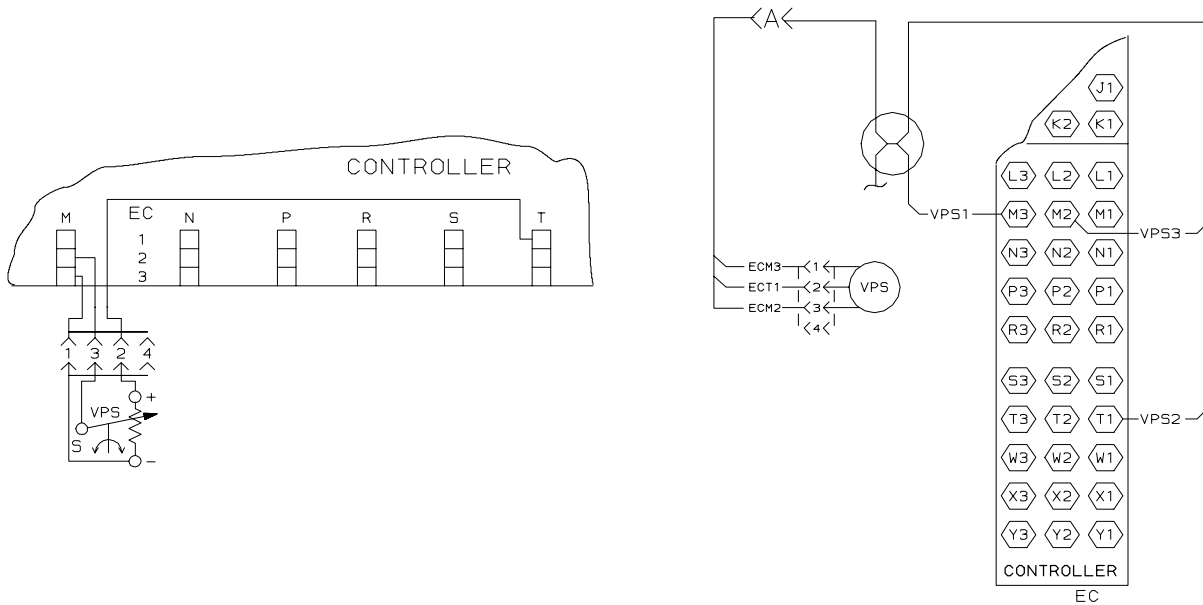 CONTROLLER
M EC N P R S T
1
2
3
1 3 2 4
+
VPS
S
-
A
J1
K2 K1
L3 L2 L1
VPS1 M3 M2 M1
VPS3
N3 N2 N1
ECM3 1
ECT1 2 VPS
ECM2 3
4
P3 P2 P1
R3 R2 R1
S3 S2 S1
T3 T2 T1 VPS2
W3 W2 W1
X3 X2 X1
Y3 Y2 Y1
CONTROLLER
EC